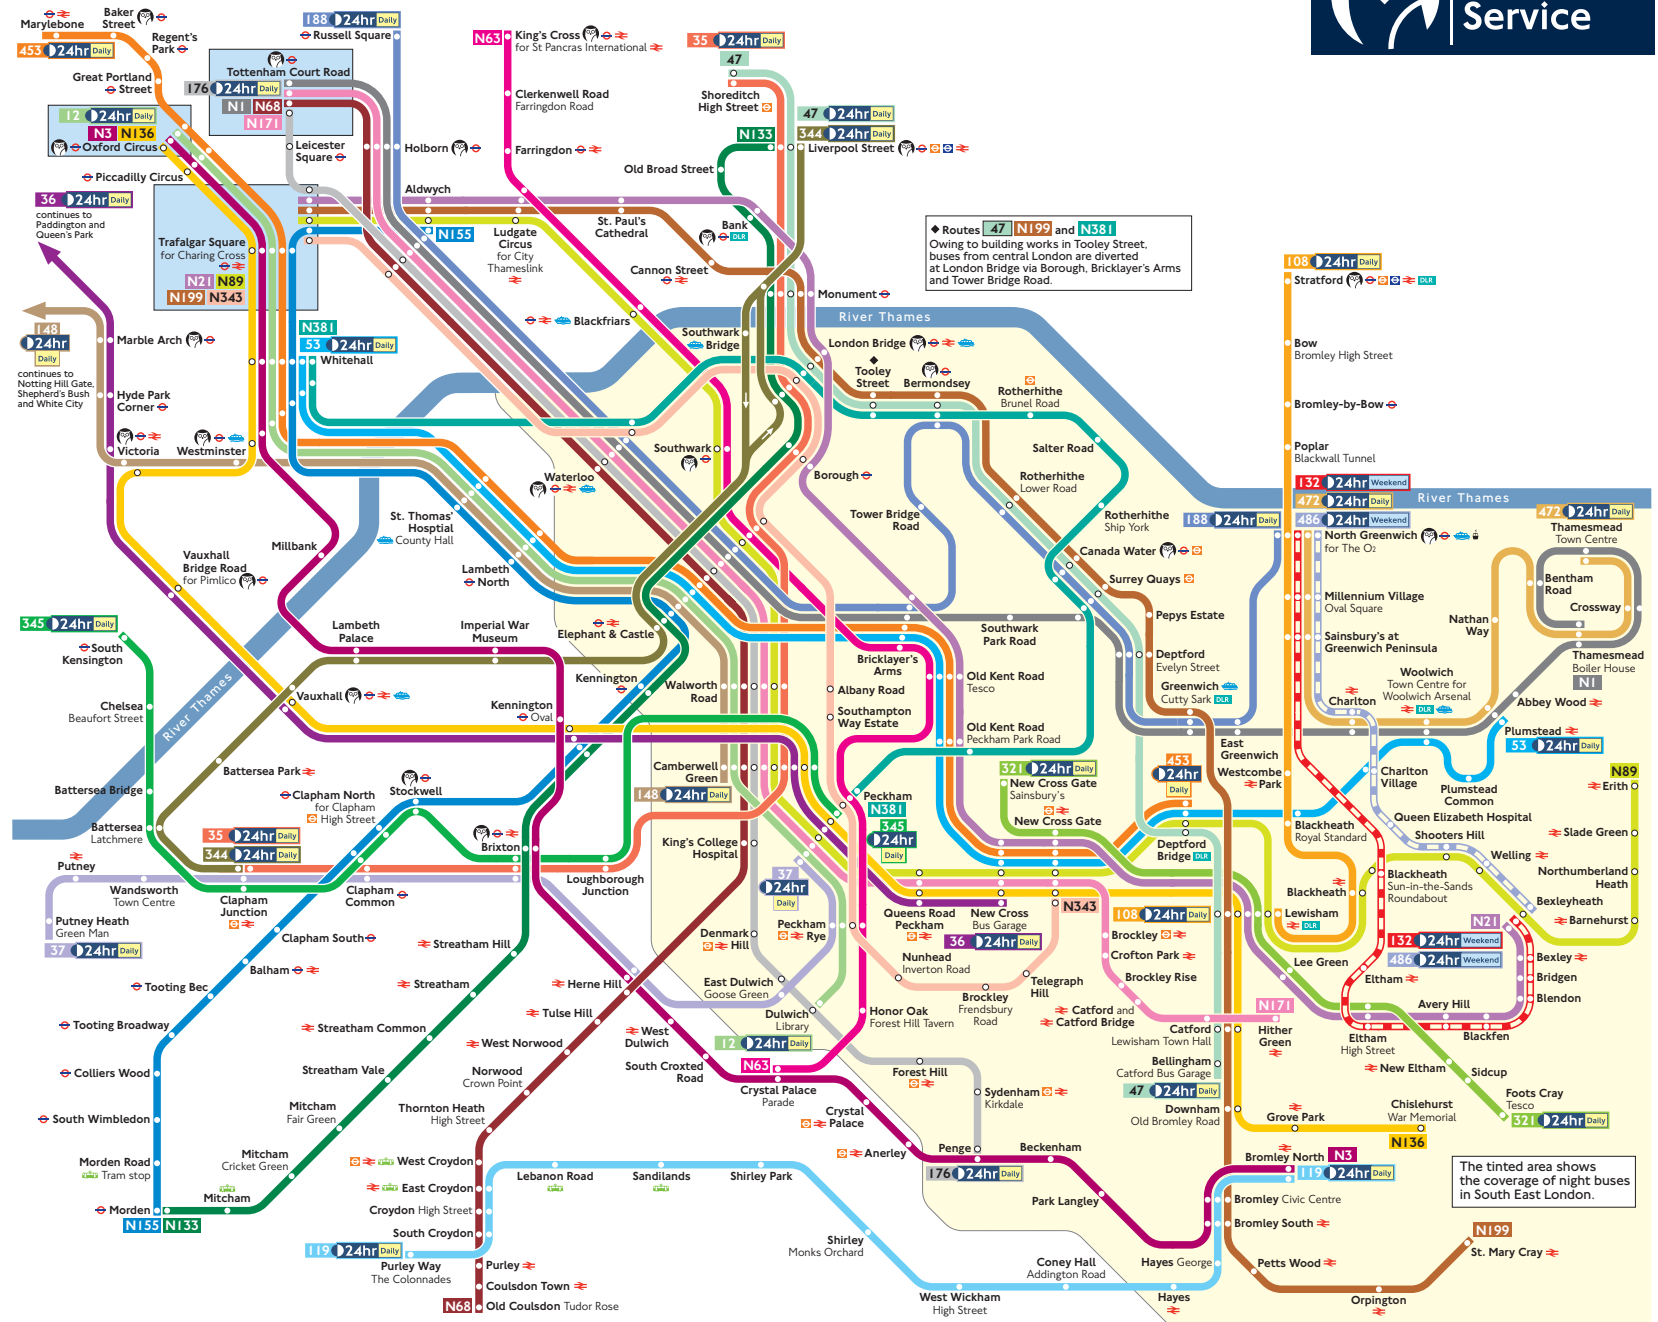 Service
Marylebone
Baker
Street
453 24hr Daily
Regent's
Park
Great Portland
Street
188 24hr Daily
Russell Square
Tottenham Court Road
176 24hr Daily
N1 N68
N171
12 24hr Daily
N3 N136
Oxford Circus
Leicester
Square
Holborn
Piccadilly Circus
N63
King's Cross
for St Pancras International
Clerkenwell Road
Farringdon Road
Farringdon
35 24hr Daily
47
Shoreditch
High Street
47 24hr Daily
344 24hr Daily
N133
Liverpool Street
Old Broad Street
36 24hr Daily
continues to
Paddington and
Queen's Park
Aldwych
Trafalgar Square
for Charing Cross
N21 N89
N199 N343
N155
Ludgate
Circus
for City
Thameslink
St. Paul's
Cathedral
Bank
DLR
Cannon Street
Monument
◆ Routes 47 N199 and N381
Owing to building works in Tooley Street,
buses from central London are diverted
at London Bridge via Borough, Bricklayer's Arms
and Tower Bridge Road.
108 24hr Daily
Stratford
DLR
Bow
Bromley High Street
Bromley-by-Bow
Poplar
Blackwall Tunnel
148
24hr
Daily
continues to
Notting Hill Gate,
Shepherd's Bush
and White City
Marble Arch
Hyde Park
Corner
Victoria
Westminster
N381
53 24hr Daily
Whitehall
Blackfriars
Southwark
Bridge
River Thames
London Bridge
Tooley
Street
Bermondsey
Rotherhithe
Brunel Road
Salter Road
Rotherhithe
Lower Road
Rotherhithe
Ship York
Southwark
Borough
Waterloo
Tower Bridge
Road
Canada Water
Surrey Quays
Pepys Estate
St. Thomas'
Hosptial
County Hall
Millbank
Vauxhall
Bridge Road
for Pimlico
Lambeth
North
132 24hr Weekend
472 24hr Daily
River Thames
188 24hr Daily
486 24hr Weekend
North Greenwich
for The O2
472 24hr Daily
Thamesmead
Town Centre
Bentham
Road
Crossway
Nathan
Way
Thamesmead
Boiler House
N1
Millennium Village
Oval Square
Sainsbury's at
Greenwich Peninsula
Woolwich
Town Centre for
Woolwich Arsenal
DLR
Charlton
Abbey Wood
Plumstead
53 24hr Daily
345 24hr Daily
South
Kensington
Lambeth
Palace
Imperial War
Museum
Elephant & Castle
Southwark
Park Road
Bricklayer's
Arms
Deptford
Evelyn Street
Greenwich
Cutty Sark DLR
Kennington
Walworth
Road
Old Kent Road
Tesco
Albany Road
Southampton
Way Estate
Old Kent Road
Peckham Park Road
Chelsea
Beaufort Street
River Thames
Vauxhall
Kennington
Oval
East
Greenwich
Westcombe
Park
Charlton
Village
Plumstead
Common
Battersea Park
Battersea Bridge
Battersea
Latchmere
Clapham North
for Clapham
High Street
Stockwell
Camberwell
Green
148 24hr Daily
Peckham
N381
345
24hr
Daily
321 24hr Daily
New Cross Gate
Sainsbury's
New Cross Gate
453
24hr
Daily
Deptford
Bridge DLR
Blackheath
Royal Standard
Queen Elizabeth Hospital
Shooters Hill
N89
Erith
Slade Green
Welling
Northumberland
Heath
Bexleyheath
Barnehurst
Putney
35 24hr Daily
344 24hr Daily
Brixton
King's College
Hospital
Loughborough
Junction
Wandsworth
Town Centre
Clapham
Common
Clapham
Junction
Putney Heath
Green Man
37 24hr Daily
37
24hr
Daily
Clapham South
Streatham Hill
Denmark
Hill
Peckham
Rye
Queens Road
Peckham
New Cross
Bus Garage
36 24hr Daily
N343
108 24hr Daily
Lewisham
DLR
Blackheath
Blackheath
Sun-in-the-Sands
Roundabout
N21
132 24hr Weekend
486 24hr Weekend
Bexley
Bridgen
Blendon
Brockley
Crofton Park
Brockley Rise
Lee Green
Eltham
Avery Hill
Balham
Tooting Bec
Streatham
Herne Hill
Tooting Broadway
Streatham Common
Tulse Hill
East Dulwich
Goose Green
Nunhead
Inverton Road
Telegraph
Hill
Brockley
Frendsbury
Road
Dulwich
Library
Honor Oak
Forest Hill Tavern
Catford and
Catford Bridge
N171
Catford
Lewisham Town Hall
Hither
Green
Eltham
High Street
Blackfen
West Norwood
West
Dulwich
12 24hr Daily
Colliers Wood
Streatham Vale
Norwood
Crown Point
South Croxted
Road
N63
Crystal Palace
Parade
Forest Hill
Bellingham
Catford Bus Garage
47 24hr Daily
New Eltham
Sidcup
Foots Cray
Tesco
321 24hr Daily
South Wimbledon
Mitcham
Fair Green
Thornton Heath
High Street
Crystal
Palace
Sydenham
Kirkdale
Downham
Old Bromley Road
Grove Park
Chislehurst
War Memorial
N136
Morden Road
Tram stop
Mitcham
Cricket Green
West Croydon
Anerley
Penge
176 24hr Daily
Beckenham
Bromley North
N3
119 24hr Daily
The tinted area shows
the coverage of night buses
in South East London.
Mitcham
Morden
N155 N133
East Croydon
Lebanon Road
Sandilands
Shirley Park
Croydon High Street
South Croydon
Park Langley
Bromley Civic Centre
Bromley South
119 24hr Daily
Purley Way
The Colonnades
Purley
Coulsdon Town
N68
Old Coulsdon Tudor Rose
Shirley
Monks Orchard
Coney Hall
Addington Road
Hayes George
West Wickham
High Street
Hayes
Petts Wood
N199
St. Mary Cray
Orpington